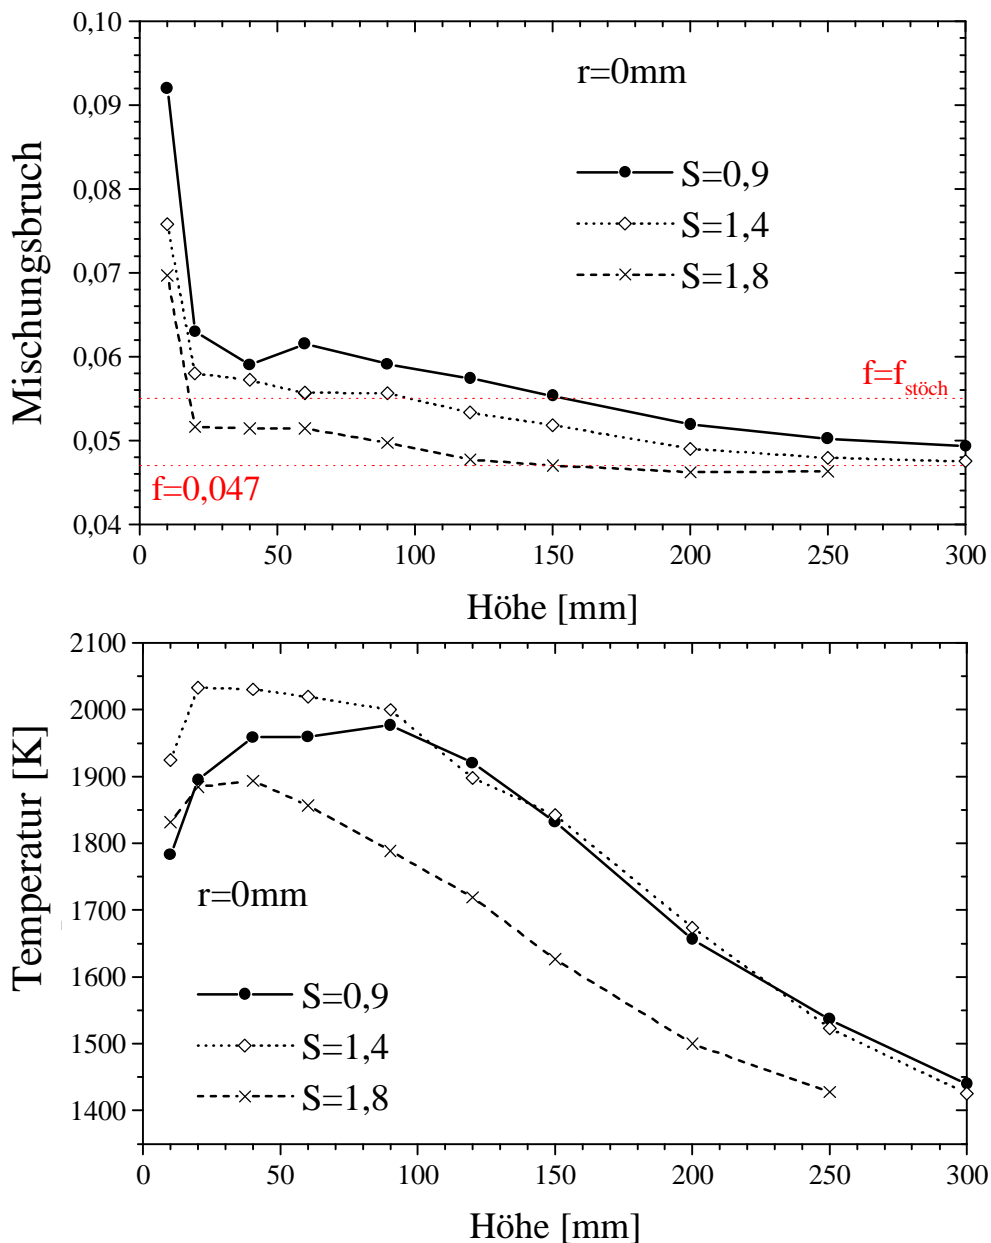 0,10
0,09
0,08
0,07
0,06
0,05
0,04
Mischungsbruch
r=0mm
S=0,9
S=1,4
S=1,8
f=f_stöch
f=0,047
0 50 100 150 200 250 300
Höhe [mm]
2100
2000
1900
1800
1700
1600
1500
1400
Temperatur [K]
r=0mm
S=0,9
S=1,4
S=1,8
0 50 100 150 200 250 300
Höhe [mm]